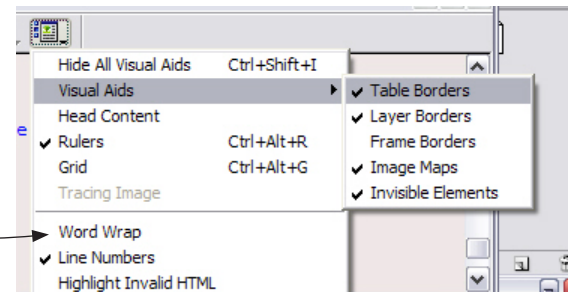 Hide All Visual Aids Ctrl+Shift+I
Visual Aids
Head Content
Rulers Ctrl+Alt+R
Grid Ctrl+Alt+G
Tracing Image
Word Wrap
Line Numbers
Highlight Invalid HTML
Table Borders
Layer Borders
Frame Borders
Image Maps
Invisible Elements
e